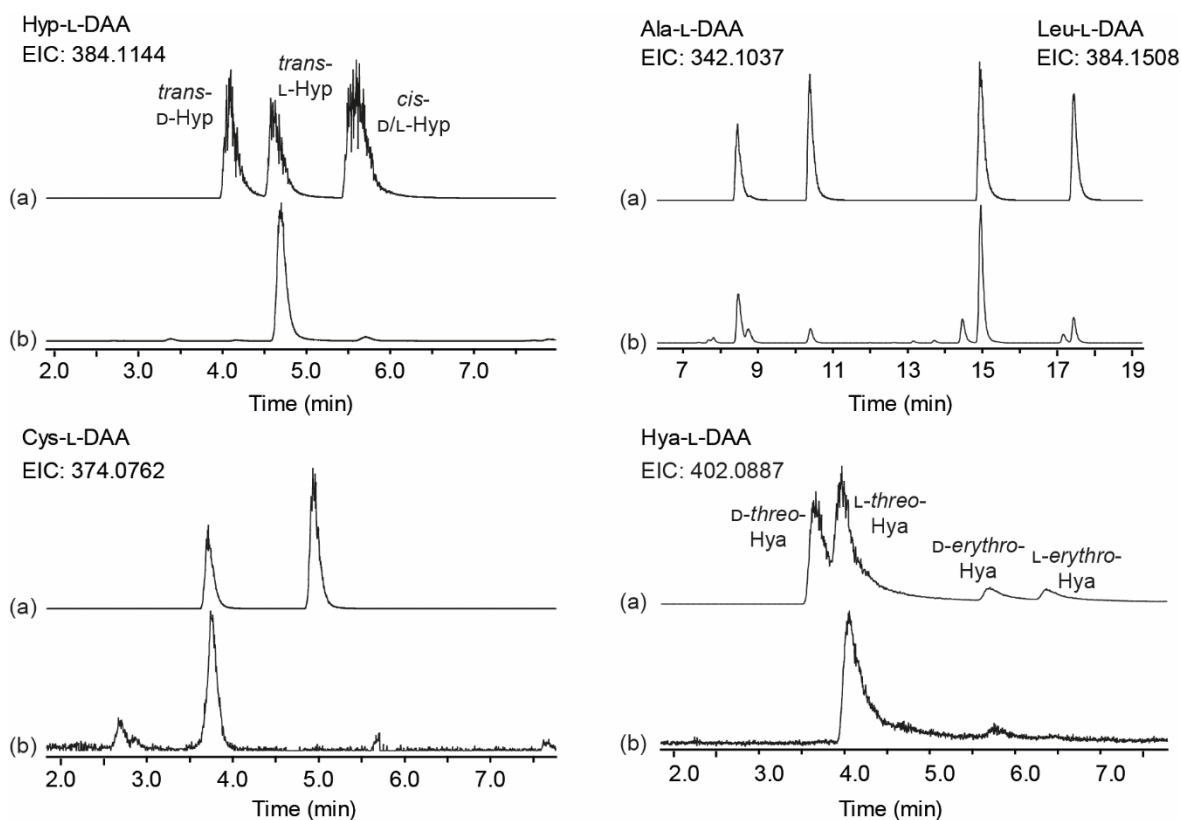 Hyp-L-DAA
EIC: 384.1144
trans-
D-Hyp
trans-
L-Hyp
cis-
D/L-Hyp
(a)
(b)
2.0 3.0 4.0 5.0 6.0 7.0
Time (min)
Ala-L-DAA
EIC: 342.1037
Leu-L-DAA
EIC: 384.1508
(a)
(b)
7 9 11 13 15 17 19
Time (min)
Cys-L-DAA
EIC: 374.0762
(a)
(b)
2.0 3.0 4.0 5.0 6.0 7.0
Time (min)
Hya-L-DAA
EIC: 402.0887
D-threo-
Hya
L-threo-
Hya
D-erythro-
Hya
L-erythro-
Hya
(a)
(b)
2.0 3.0 4.0 5.0 6.0 7.0
Time (min)